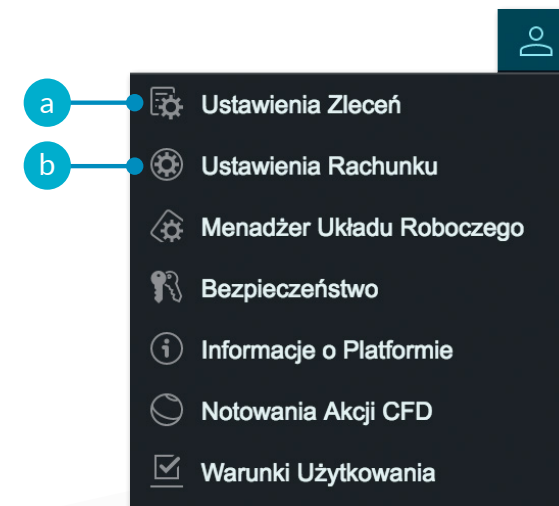 a Ustawienia Zleceń
b Ustawienia Rachunku
Menadżer Układu Roboczego
Bezpieczeństwo
Informacje o Platformie
Notowania Akcji CFD
Warunki Użytkowania